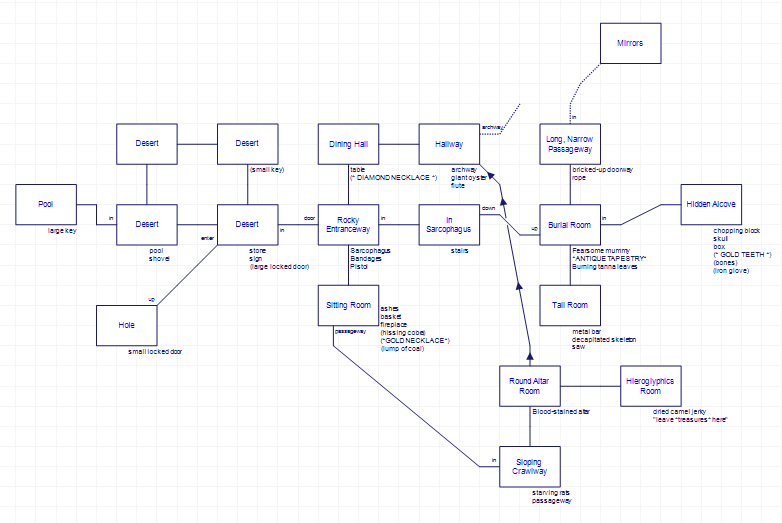 Mirrors
archway
in
Desert
Desert
Dining Hall
Hallway
Long, Narrow
Passageway
(small key)
table
(* DIAMOND NECKLACE *)
archway
giant oyster
flute
bricked-up doorway
rope
Pool
large key
in
Desert
pool
shovel
enter
Desert
stone
sign
(large locked door)
door
in
Rocky
Entranceway
Sarcophagus
Bandages
Pistol
in
In
Sarcophagus
stairs
down
up
Burial Room
Fearsome mummy
*ANTIQUE TAPESTRY*
Burning tanna leaves
in
Hidden Alcove
chopping block
skull
box
(* GOLD TEETH *)
(bones)
(iron glove)
up
Hole
small locked door
Sitting Room
passageway
ashes
basket
fireplace
(hissing cobra)
(*GOLD NECKLACE*)
(lump of coal)
Tall Room
metal bar
decapitated skeleton
saw
Round Altar
Room
Blood-stained altar
Hieroglyphics
Room
dried camel jerky
"leave *treasures* here"
in
Sloping
Crawlway
starving rats
passageway